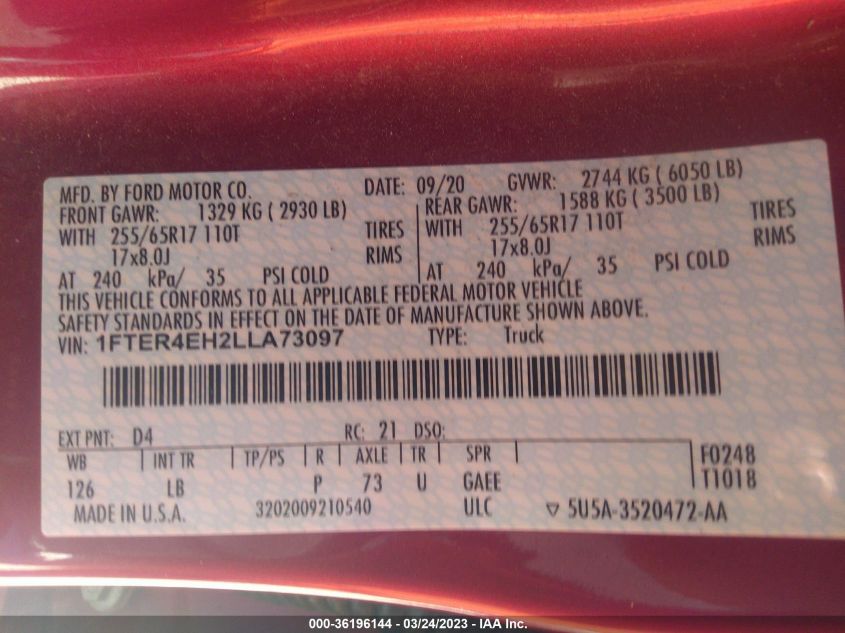 MFD. BY FORD MOTOR CO. DATE: 09/20 GVWR: 2744 KG ( 6050 LB)
FRONT GAWR: 1329 KG ( 2930 LB) REAR GAWR: 1588 KG ( 3500 LB)
WITH 255/65R17 110T TIRES WITH 255/65R17 110T TIRES
17x8.0J RIMS 17x8.0J RIMS
AT 240 kPa/ 35 PSI COLD AT 240 kPa/ 35 PSI COLD
THIS VEHICLE CONFORMS TO ALL APPLICABLE FEDERAL MOTOR VEHICLE
SAFETY STANDARDS IN EFFECT ON THE DATE OF MANUFACTURE SHOWN ABOVE.
VIN: 1FTER4EH2LLA73097 TYPE: Truck
EXT PNT: D4 RC: 21 DSO:
WB INT TR TP/PS R AXLE TR SPR F0248
126 LB P 73 U GAEE T1018
MADE IN U.S.A. 3202009210540 ULC ▽ 5U5A-3520472-AA
000-36196144 - 03/24/2023 - IAA Inc.